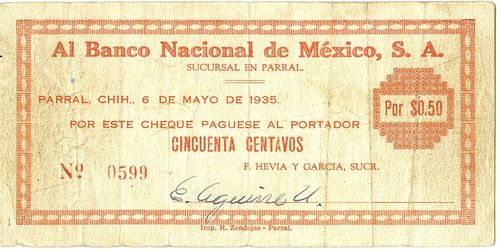 Al Banco Nacional de México, S. A.
SUCURSAL EN PARRAL.
PARRAL, CHIH., 6 DE MAYO DE 1935.
Por $0.50
POR ESTE CHEQUE PAGUESE AL PORTADOR
CINCUENTA CENTAVOS
Nº 0599
F. HEVIA Y GARCIA, SUCR.
E. Aguirre U.
Imp. R. Zendejas - Parral.